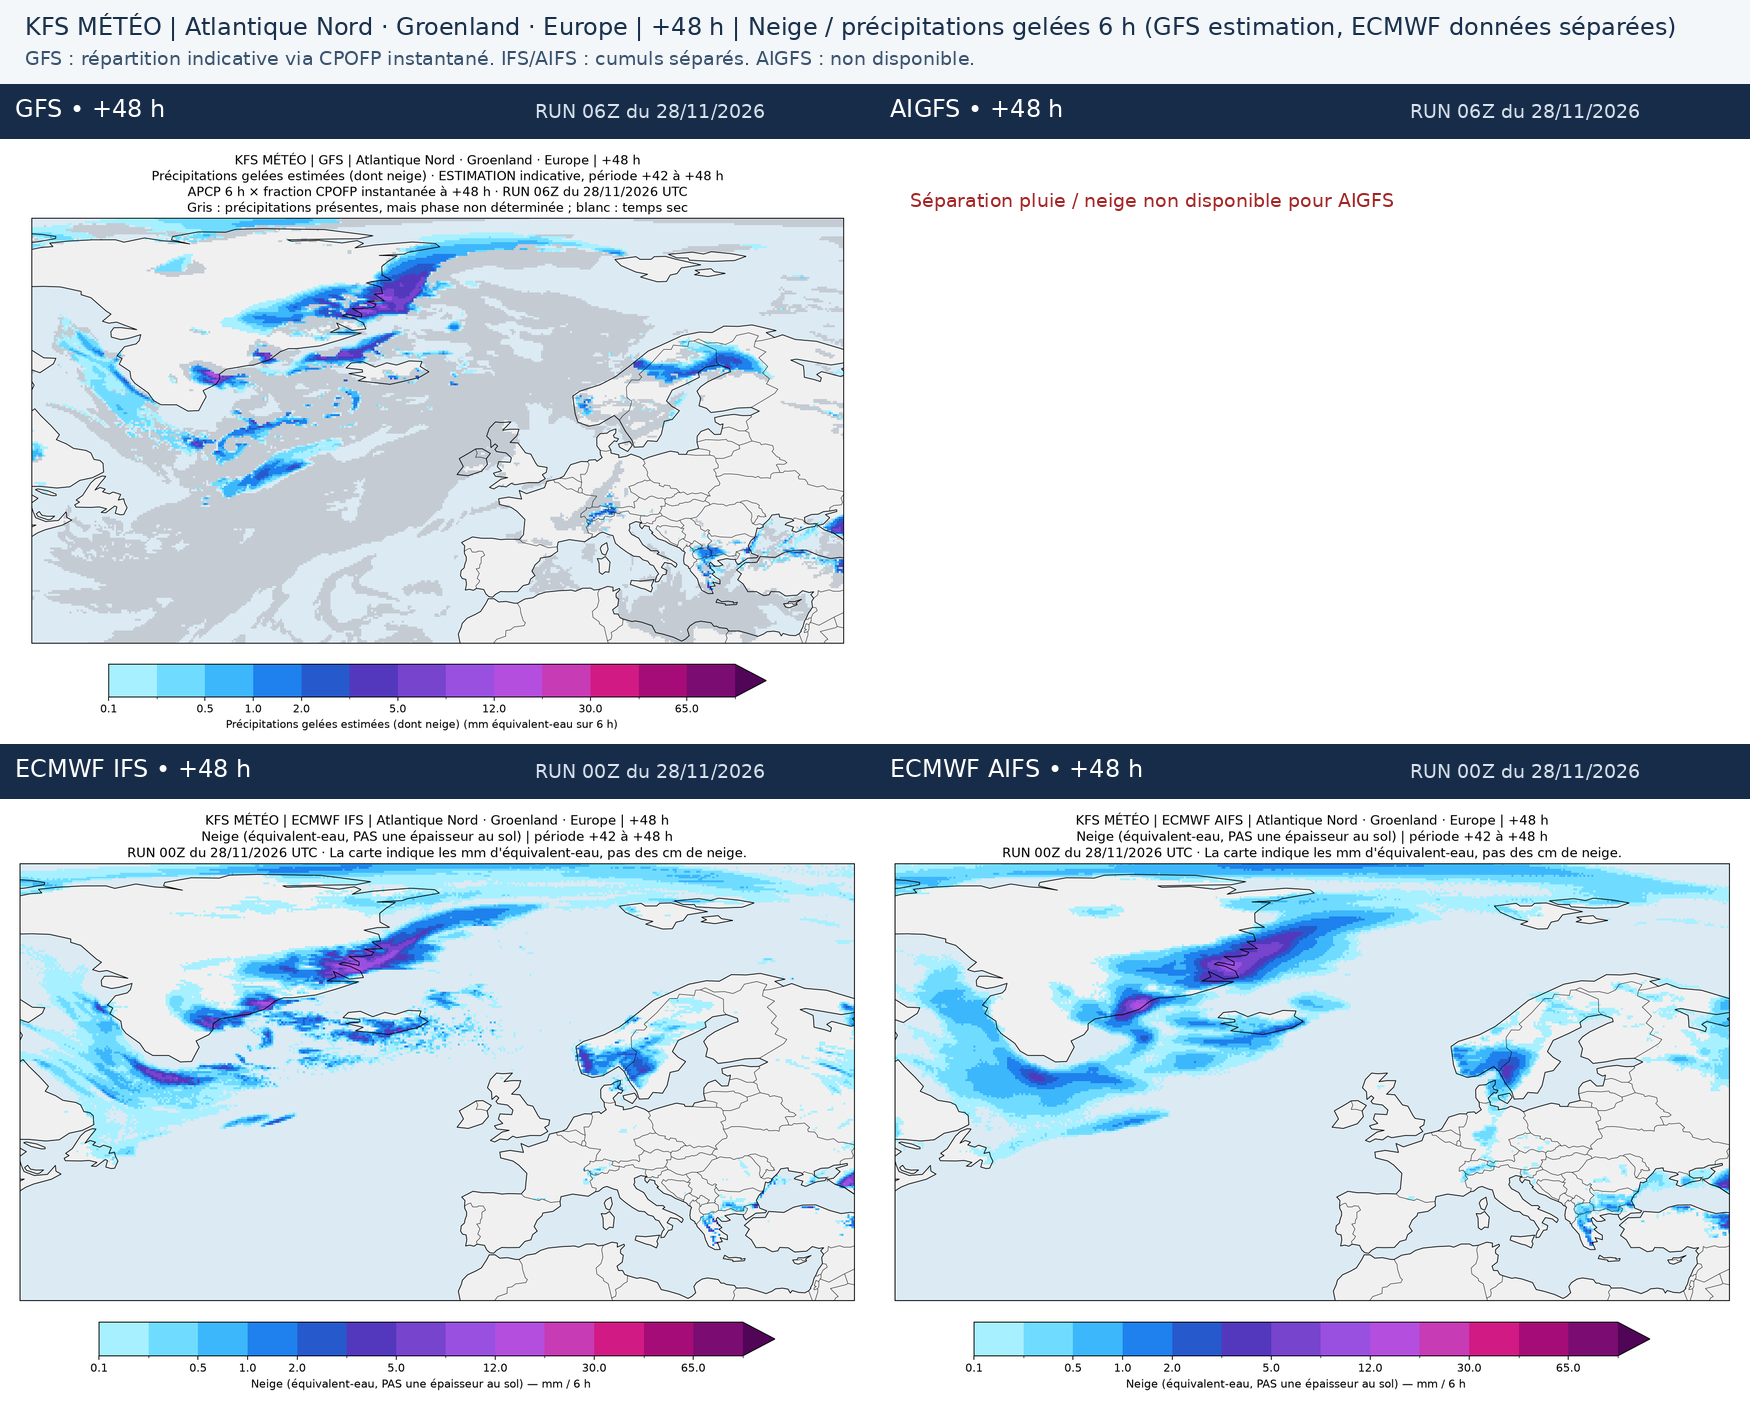 KFS MÉTÉO | Atlantique Nord · Groenland · Europe | +48 h | Neige / précipitations gelées 6 h (GFS estimation, ECMWF données séparées)
GFS : répartition indicative via CPOFP instantané. IFS/AIFS : cumuls séparés. AIGFS : non disponible.
GFS • +48 h
RUN 06Z du 28/11/2026
AIGFS • +48 h
RUN 06Z du 28/11/2026
KFS MÉTÉO | GFS | Atlantique Nord · Groenland · Europe | +48 h
Précipitations gelées estimées (dont neige) · ESTIMATION indicative, période +42 à +48 h
APCP 6 h × fraction CPOFP instantanée à +48 h · RUN 06Z du 28/11/2026 UTC
Gris : précipitations présentes, mais phase non déterminée ; blanc : temps sec
Séparation pluie / neige non disponible pour AIGFS
0.1 0.5 1.0 2.0 5.0 12.0 30.0 65.0
Précipitations gelées estimées (dont neige) (mm équivalent-eau sur 6 h)
ECMWF IFS • +48 h
RUN 00Z du 28/11/2026
ECMWF AIFS • +48 h
RUN 00Z du 28/11/2026
KFS MÉTÉO | ECMWF IFS | Atlantique Nord · Groenland · Europe | +48 h
Neige (équivalent-eau, PAS une épaisseur au sol) | période +42 à +48 h
RUN 00Z du 28/11/2026 UTC · La carte indique les mm d'équivalent-eau, pas des cm de neige.
KFS MÉTÉO | ECMWF AIFS | Atlantique Nord · Groenland · Europe | +48 h
Neige (équivalent-eau, PAS une épaisseur au sol) | période +42 à +48 h
RUN 00Z du 28/11/2026 UTC · La carte indique les mm d'équivalent-eau, pas des cm de neige.
0.1 0.5 1.0 2.0 5.0 12.0 30.0 65.0
Neige (équivalent-eau, PAS une épaisseur au sol) — mm / 6 h
0.1 0.5 1.0 2.0 5.0 12.0 30.0 65.0
Neige (équivalent-eau, PAS une épaisseur au sol) — mm / 6 h